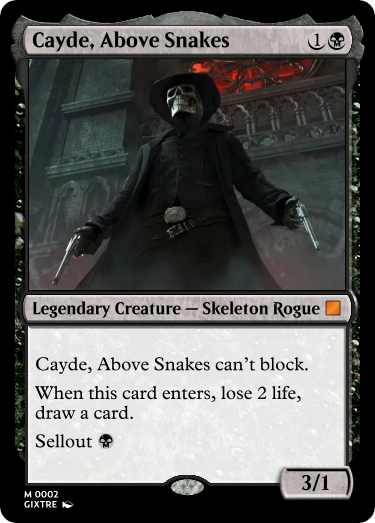 Cayde, Above Snakes 1
Legendary Creature — Skeleton Rogue
Cayde, Above Snakes can't block.
When this card enters, lose 2 life,
draw a card.
Sellout
3/1
M 0002
GIXTRE